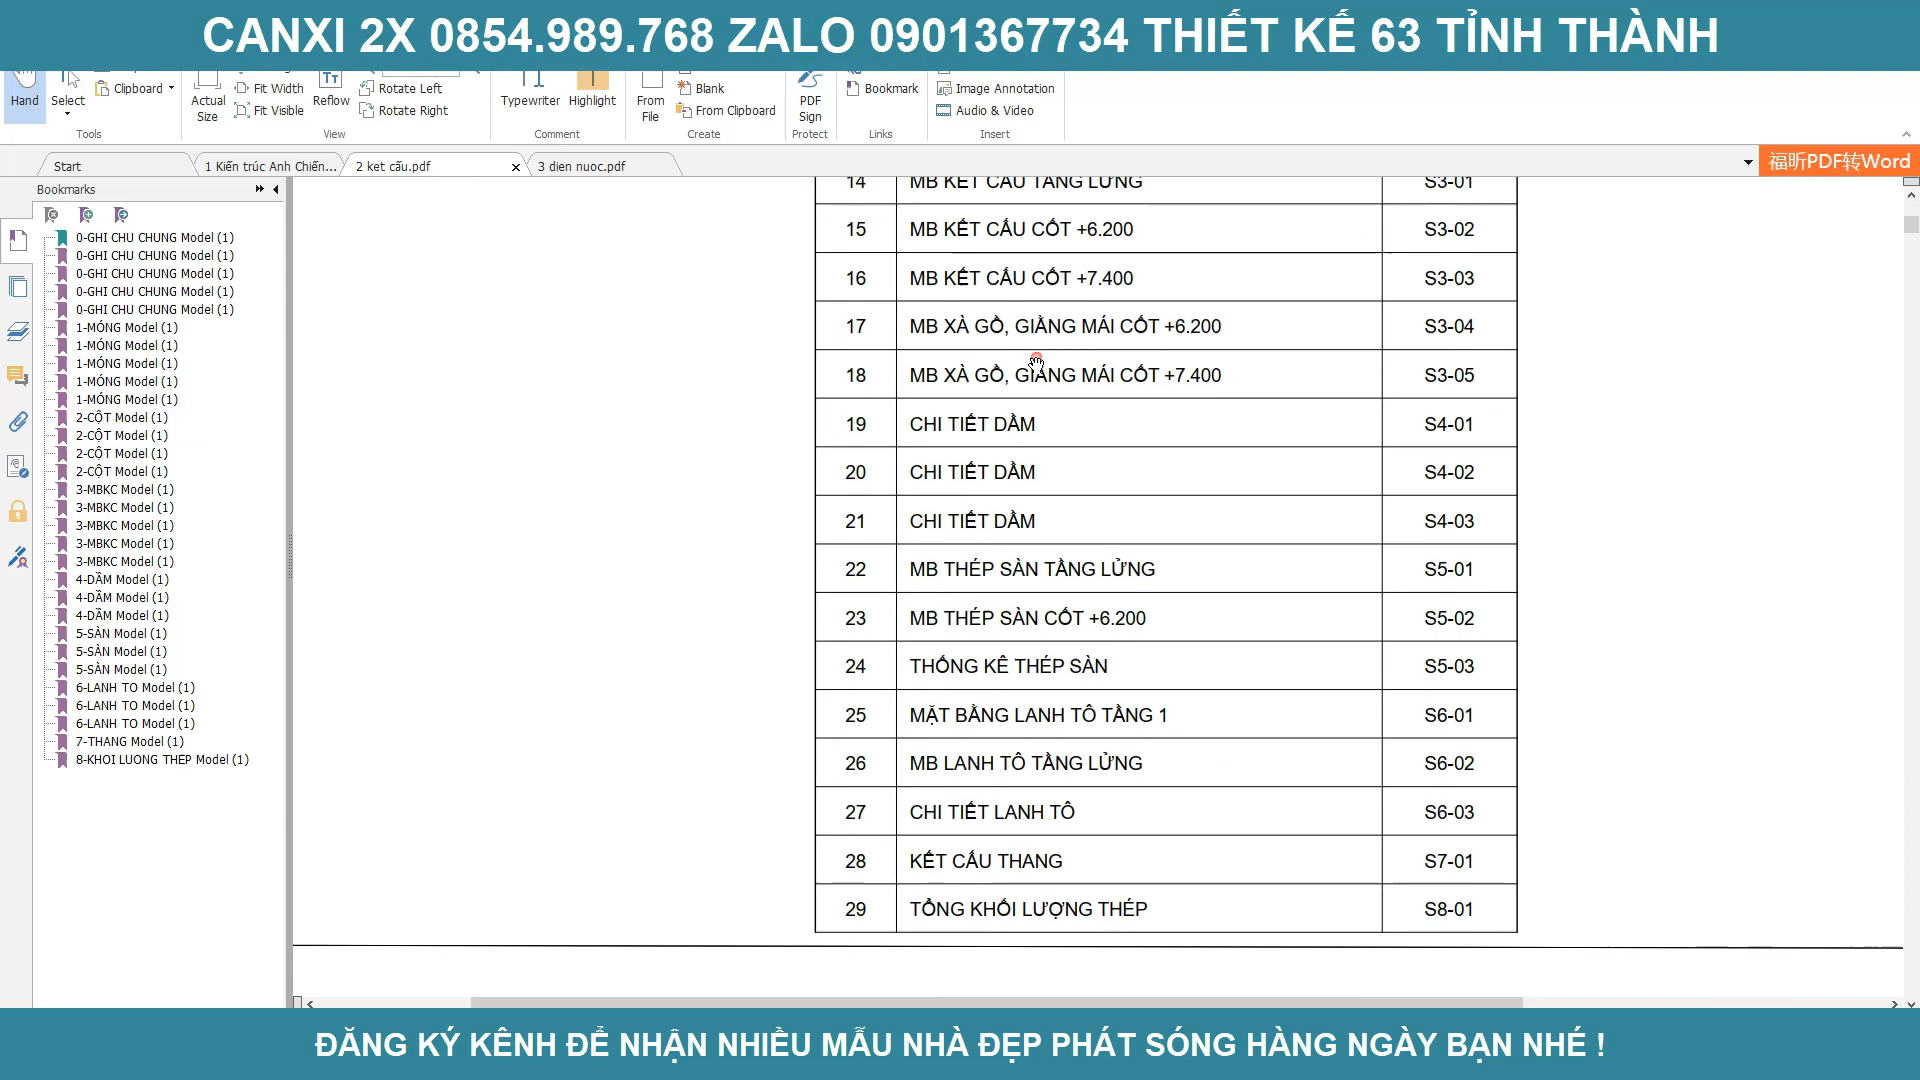 CANXI 2X 0854.989.768 ZALO 0901367734 THIẾT KẾ 63 TỈNH THÀNH
Hand
Select
Clipboard
Tools
Actual Size
Fit Width
Fit Visible
Reflow
Rotate Left
Rotate Right
View
Typewriter
Highlight
Comment
From File
Blank
From Clipboard
Create
PDF Sign
Protect
Bookmark
Links
Image Annotation
Audio & Video
Insert
Start
1 Kiến trúc Anh Chiến...
2 ket cấu.pdf
3 dien nuoc.pdf
福昕PDF转Word
Bookmarks
0-GHI CHU CHUNG Model (1)
0-GHI CHU CHUNG Model (1)
0-GHI CHU CHUNG Model (1)
0-GHI CHU CHUNG Model (1)
0-GHI CHU CHUNG Model (1)
1-MÓNG Model (1)
1-MÓNG Model (1)
1-MÓNG Model (1)
1-MÓNG Model (1)
1-MÓNG Model (1)
2-CỘT Model (1)
2-CỘT Model (1)
2-CỘT Model (1)
2-CỘT Model (1)
3-MBKC Model (1)
3-MBKC Model (1)
3-MBKC Model (1)
3-MBKC Model (1)
3-MBKC Model (1)
4-DẦM Model (1)
4-DẦM Model (1)
4-DẦM Model (1)
5-SÀN Model (1)
5-SÀN Model (1)
5-SÀN Model (1)
6-LANH TO Model (1)
6-LANH TO Model (1)
6-LANH TO Model (1)
7-THANG Model (1)
8-KHOI LUONG THÉP Model (1)
14 MB KẾT CẤU TẦNG LỬNG S3-01
15 MB KẾT CẤU CỐT +6.200 S3-02
16 MB KẾT CẤU CỐT +7.400 S3-03
17 MB XÀ GỒ, GIẰNG MÁI CỐT +6.200 S3-04
18 MB XÀ GỒ, GIẰNG MÁI CỐT +7.400 S3-05
19 CHI TIẾT DẦM S4-01
20 CHI TIẾT DẦM S4-02
21 CHI TIẾT DẦM S4-03
22 MB THÉP SÀN TẦNG LỬNG S5-01
23 MB THÉP SÀN CỐT +6.200 S5-02
24 THỐNG KÊ THÉP SÀN S5-03
25 MẶT BẰNG LANH TÔ TẦNG 1 S6-01
26 MB LANH TÔ TẦNG LỬNG S6-02
27 CHI TIẾT LANH TÔ S6-03
28 KẾT CẤU THANG S7-01
29 TỔNG KHỐI LƯỢNG THÉP S8-01
ĐĂNG KÝ KÊNH ĐỂ NHẬN NHIỀU MẪU NHÀ ĐẸP PHÁT SÓNG HÀNG NGÀY BẠN NHÉ !